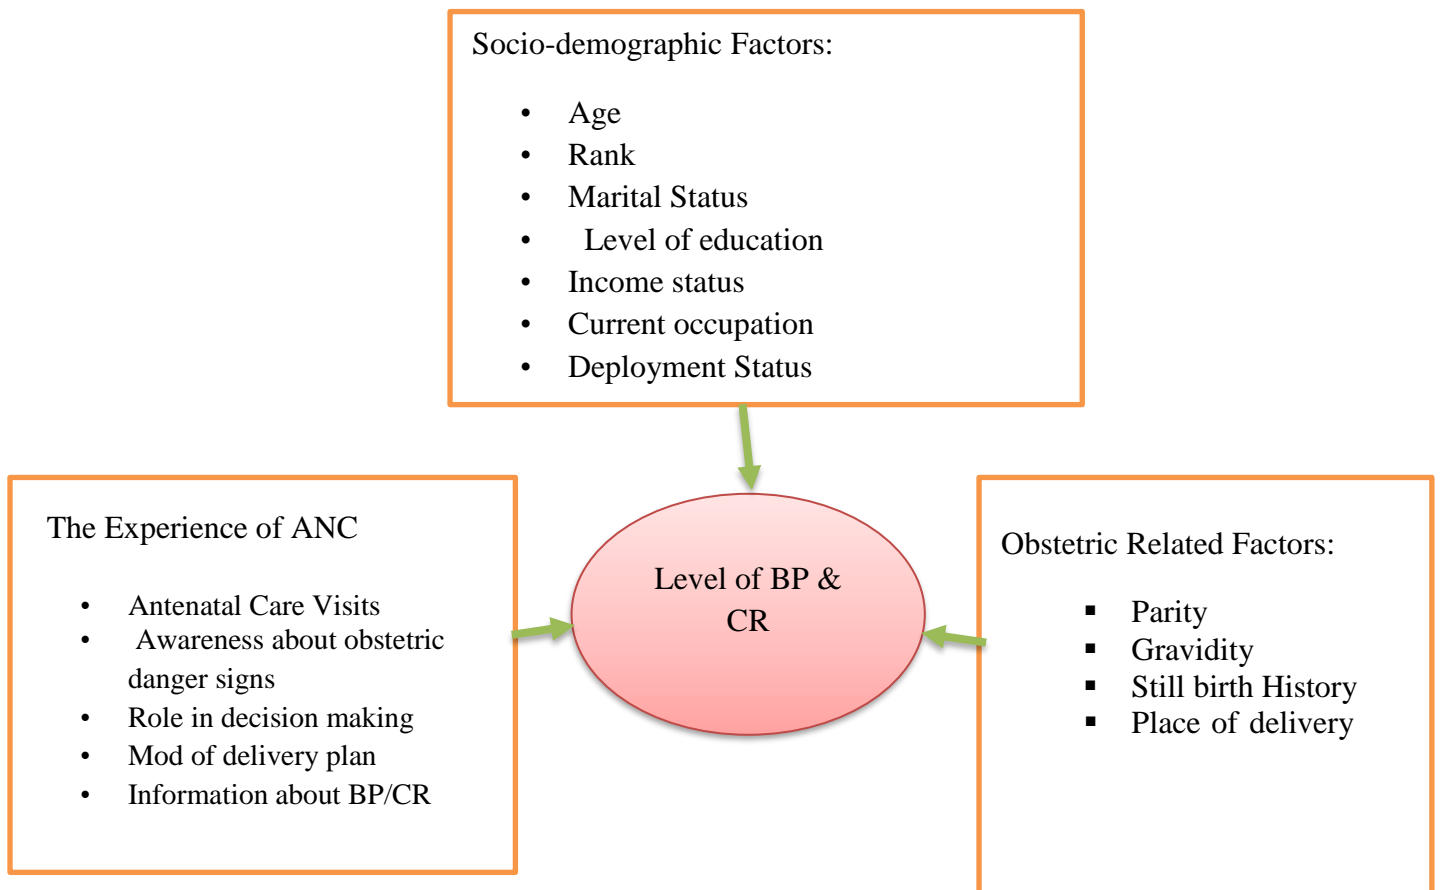 Socio-demographic Factors:
• Age
• Rank
• Marital Status
• Level of education
• Income status
• Current occupation
• Deployment Status
The Experience of ANC
• Antenatal Care Visits
• Awareness about obstetric
danger signs
• Role in decision making
• Mod of delivery plan
• Information about BP/CR
Level of BP &
CR
Obstetric Related Factors:
▪ Parity
▪ Gravidity
▪ Still birth History
▪ Place of delivery